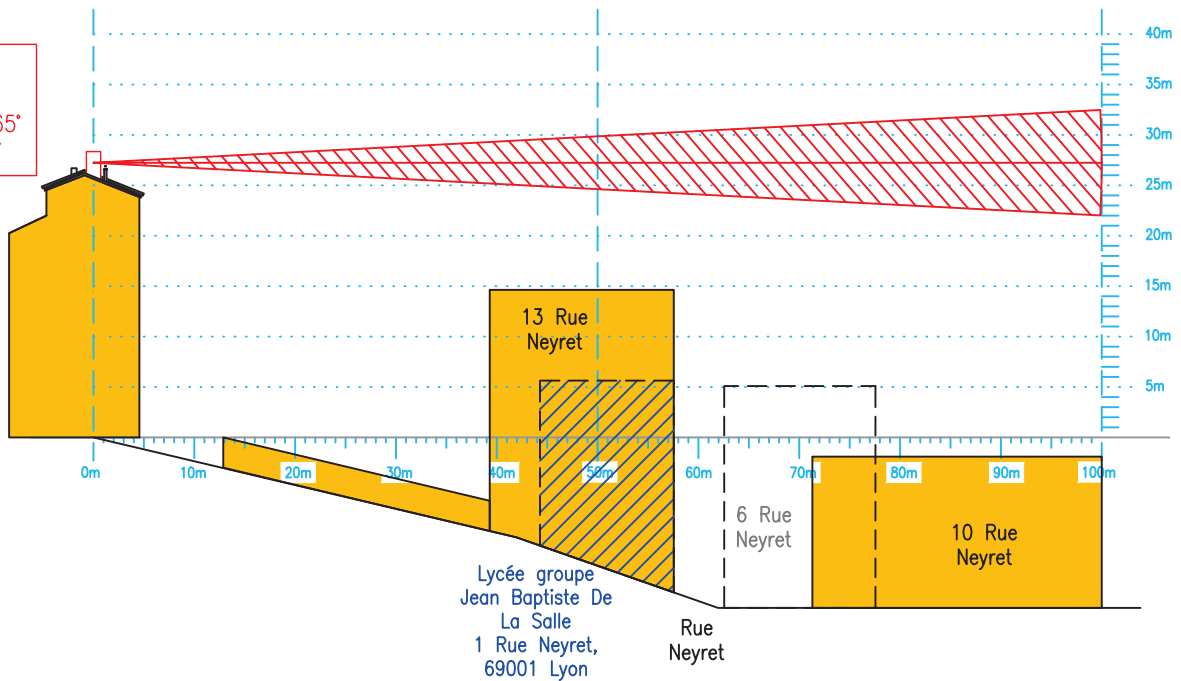 40m
35m
65°
30m
25m
20m
15m
13 Rue
Neyret
10m
5m
0m
10m
20m
30m
40m
50m
60m
70m
80m
90m
100m
6 Rue
Neyret
10 Rue
Neyret
Lycée groupe
Jean Baptiste De
La Salle
1 Rue Neyret,
69001 Lyon
Rue
Neyret